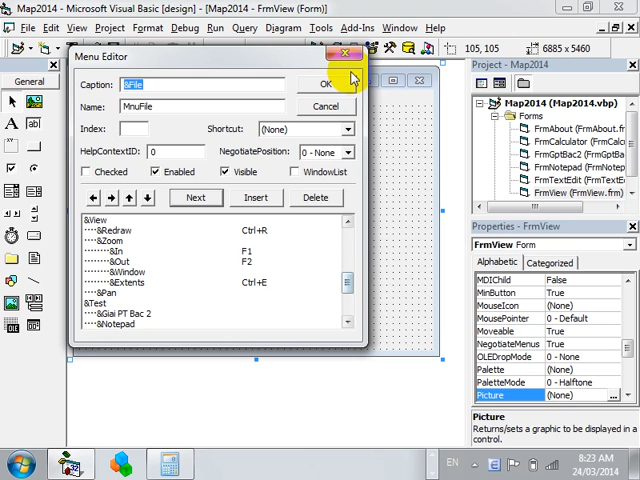 Map2014 - Microsoft Visual Basic [design] - [FrmView (Form)]
File Edit View Project Format Debug Run Query Diagram Tools Add-Ins Window Help
105, 105
6885 x 5460
General
Menu Editor
Caption: &File
OK
Name: MnuFile
Cancel
Index:
Shortcut: (None)
HelpContextID: 0
NegotiatePosition: 0 - None
Checked
Enabled
Visible
WindowList
Next
Insert
Delete
&View
····&Redraw Ctrl+R
····&Zoom
········&In F1
········&Out F2
········&Window
········&Extents Ctrl+E
····&Pan
&Test
····&Giai PT Bac 2
····&Notepad
Project - Map2014
Map2014 (Map2014.vbp)
Forms
FrmAbout (FrmAbout.fr
FrmCalculator (FrmCalc
FrmGptBac2 (FrmGptBa
FrmNotepad (FrmNotep
FrmTextEdit (FrmTextEd
FrmView (FrmView.frm)
Properties - FrmView
FrmView Form
Alphabetic Categorized
MDIChild False
MinButton True
MouseIcon (None)
MousePointer 0 - Default
Moveable True
NegotiateMenus True
OLEDropMode 0 - None
Palette (None)
PaletteMode 0 - Halftone
Picture (None) ...
Picture
Returns/sets a graphic to be displayed in a control.
EN
8:23 AM
24/03/2014